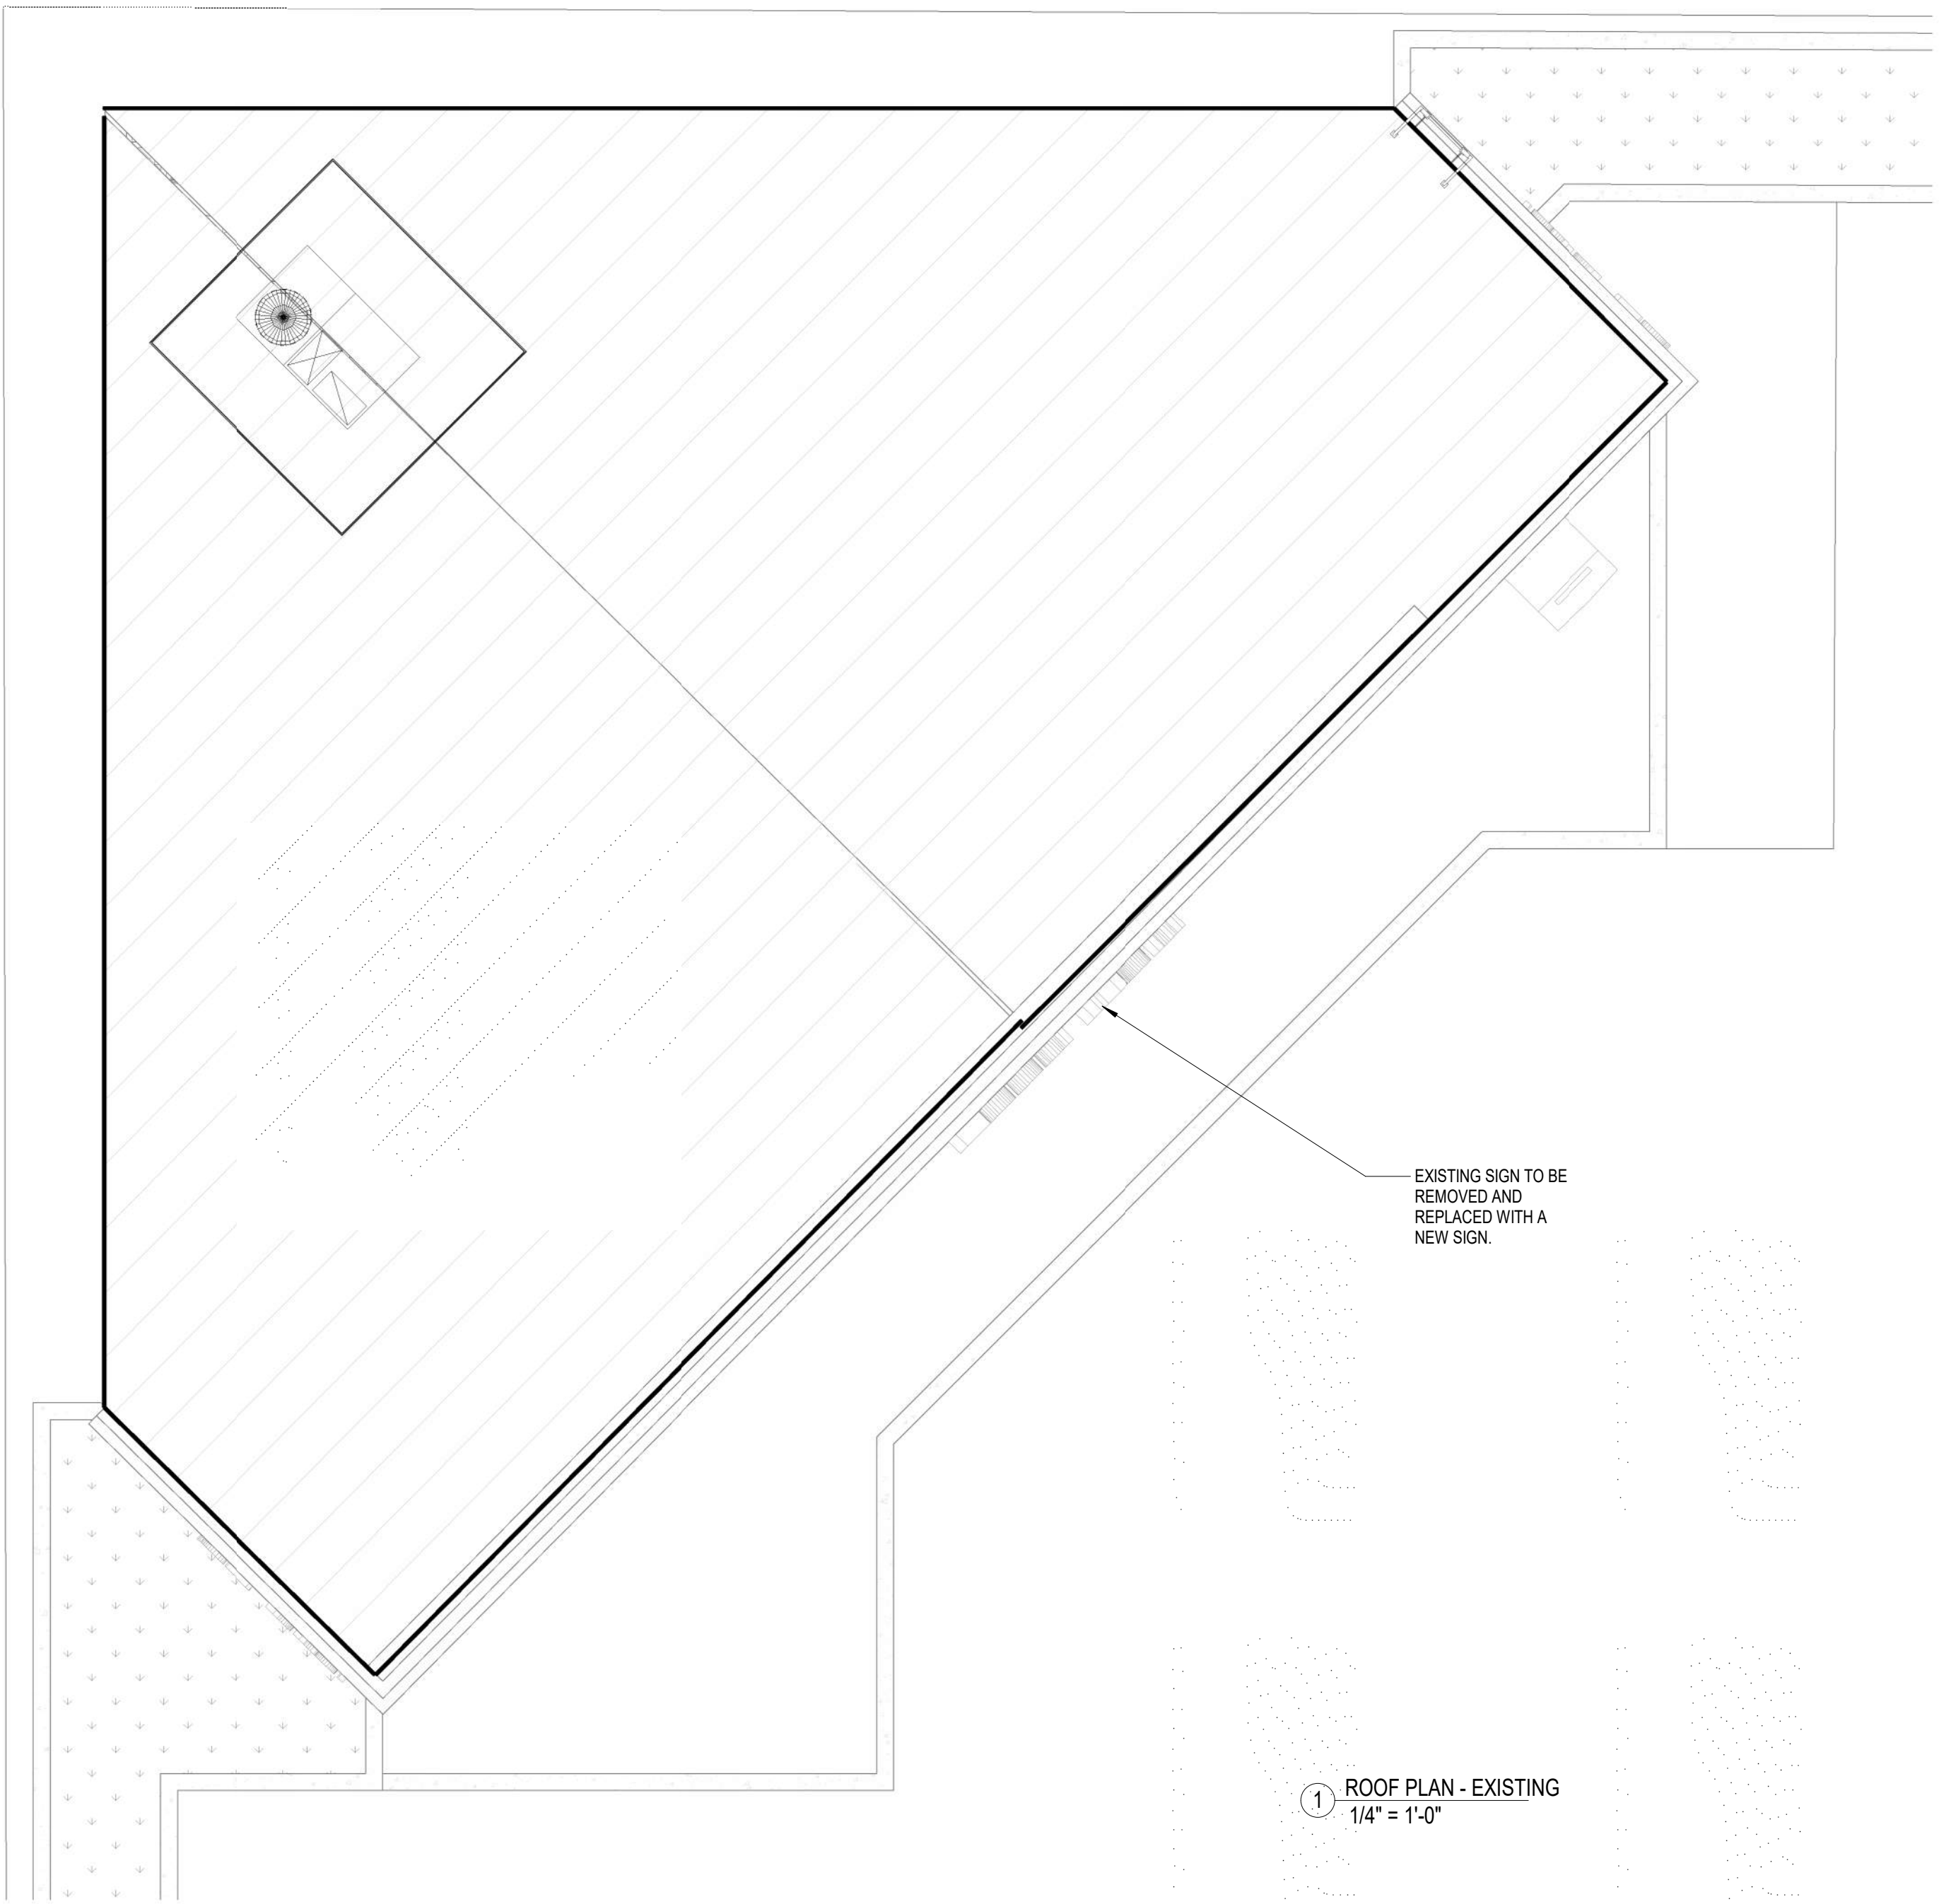 EXISTING SIGN TO BE
REMOVED AND
REPLACED WITH A
NEW SIGN.
1
ROOF PLAN - EXISTING
1/4" = 1'-0"